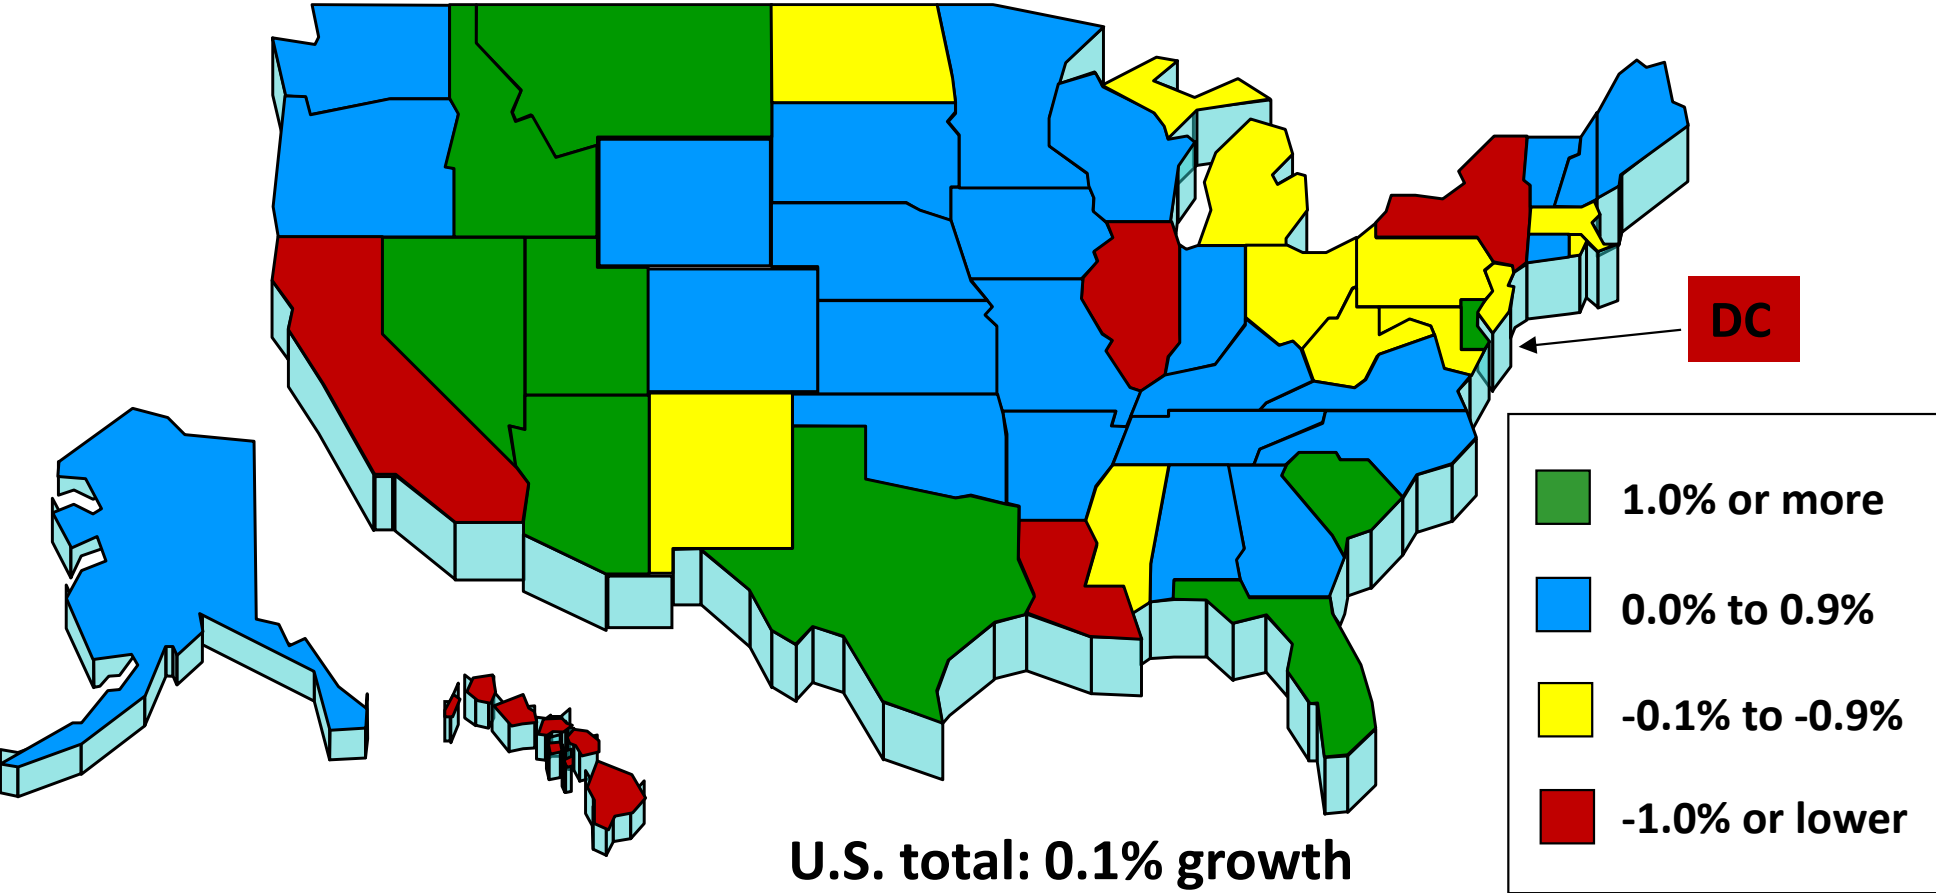 DC
1.0% or more
0.0% to 0.9%
-0.1% to -0.9%
-1.0% or lower
U.S. total: 0.1% growth